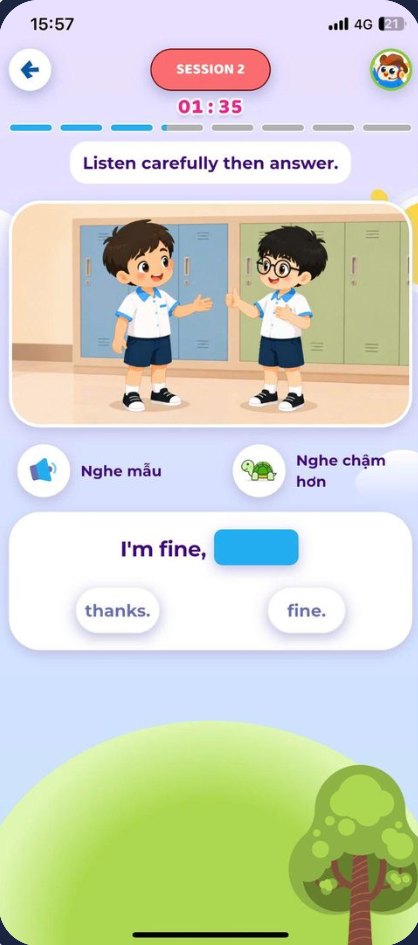 15:57
4G 21
SESSION 2
01:35
Listen carefully then answer.
Nghe mẫu
Nghe chậm
hơn
I'm fine,
thanks.
fine.